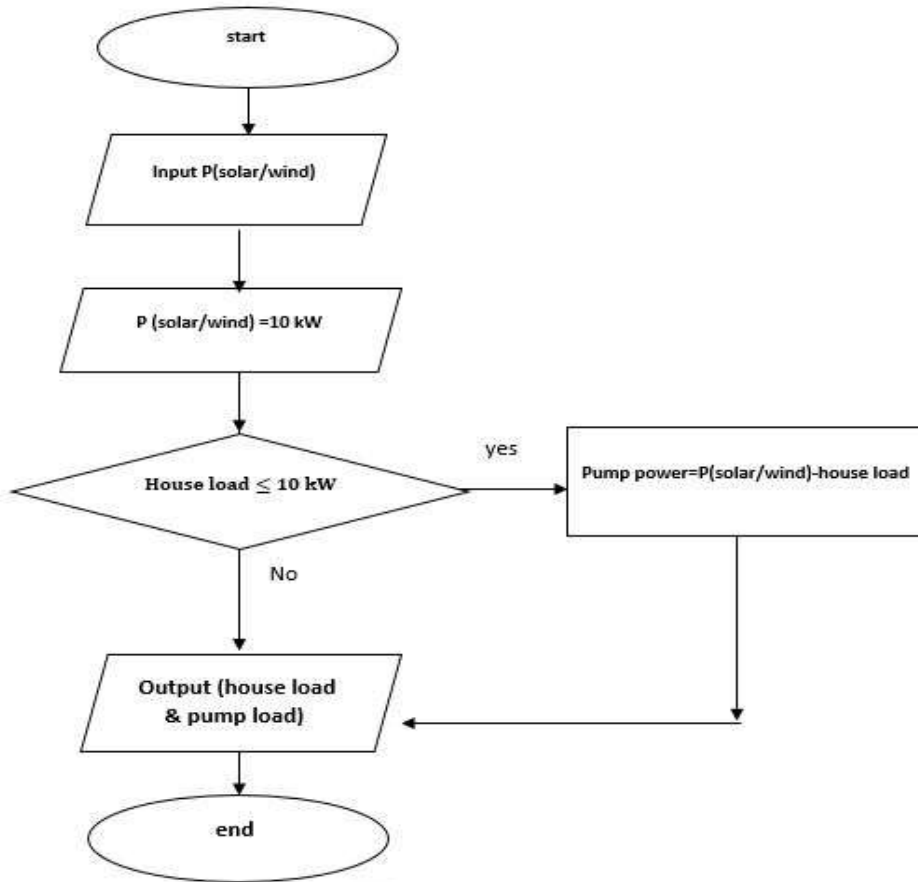 start
Input P(solar/wind)
P (solar/wind) =10 kW
House load ≤ 10 kW
yes
Pump power=P(solar/wind)-house load
No
Output (house load
& pump load)
end